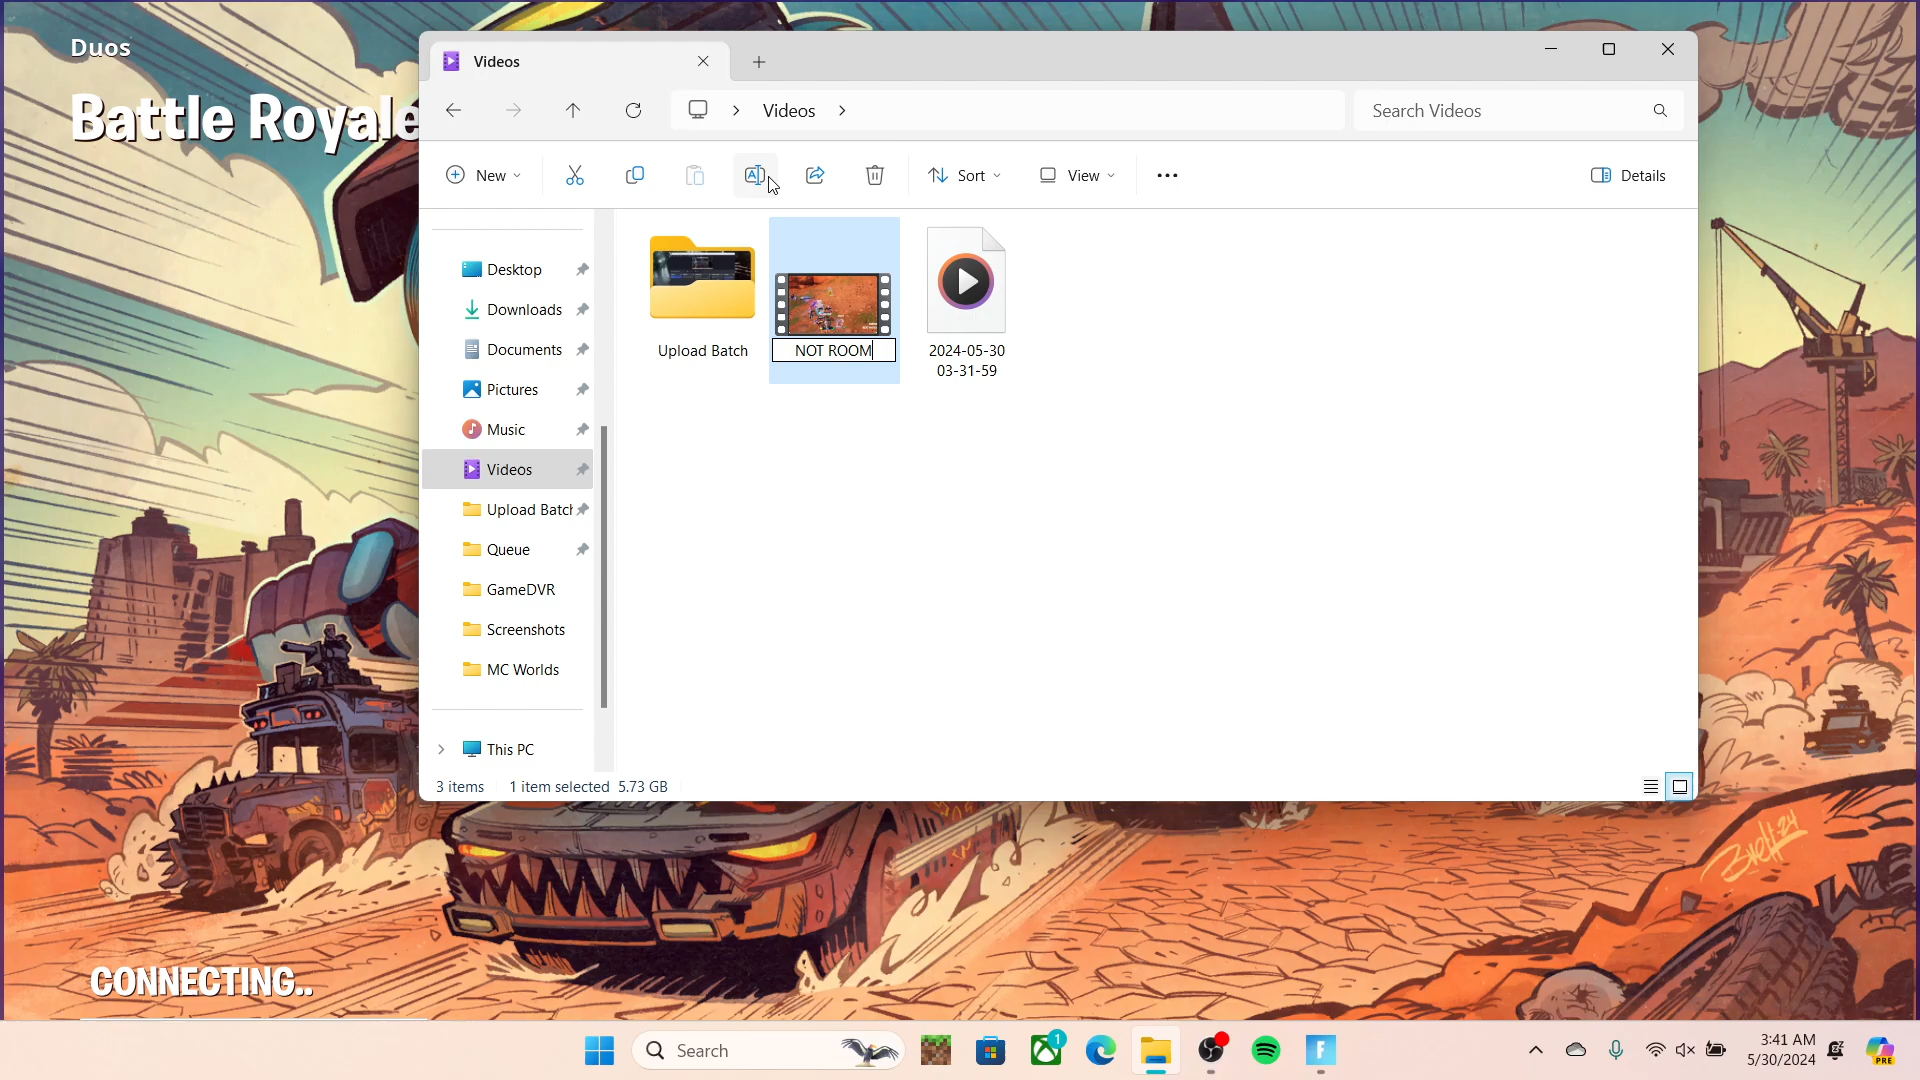 Duos
Battle Royale
Videos
Videos
Search Videos
New
Sort
View
Details
Desktop
Downloads
Documents
Pictures
Music
Videos
Upload Batch
Queue
GameDVR
Screenshots
MC Worlds
This PC
Upload Batch
NOT ROOM
2024-05-30
03-31-59
3 items
1 item selected 5.73 GB
CONNECTING..
Search
1
F
3:41 AM
5/30/2024
PRE